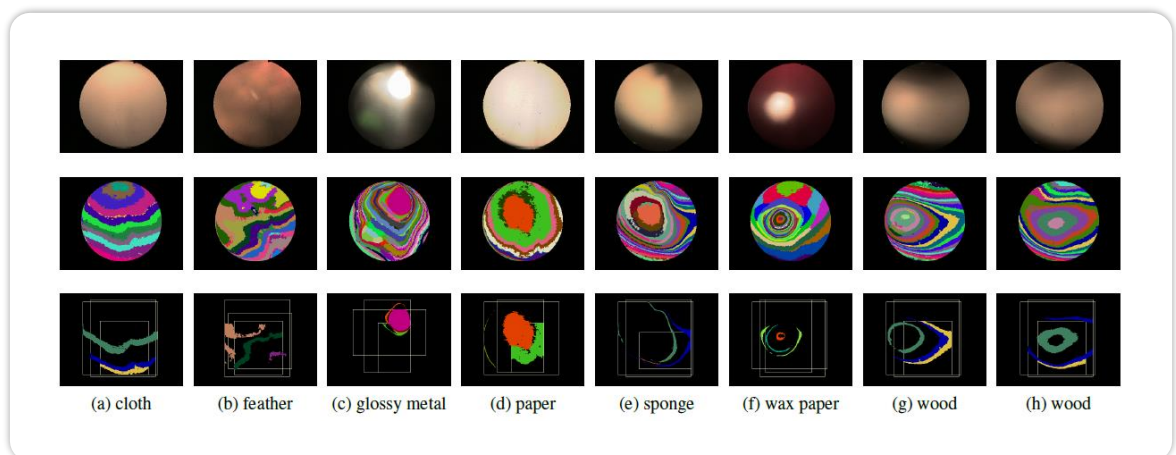 (a) cloth (b) feather (c) glossy metal (d) paper (e) sponge (f) wax paper (g) wood (h) wood